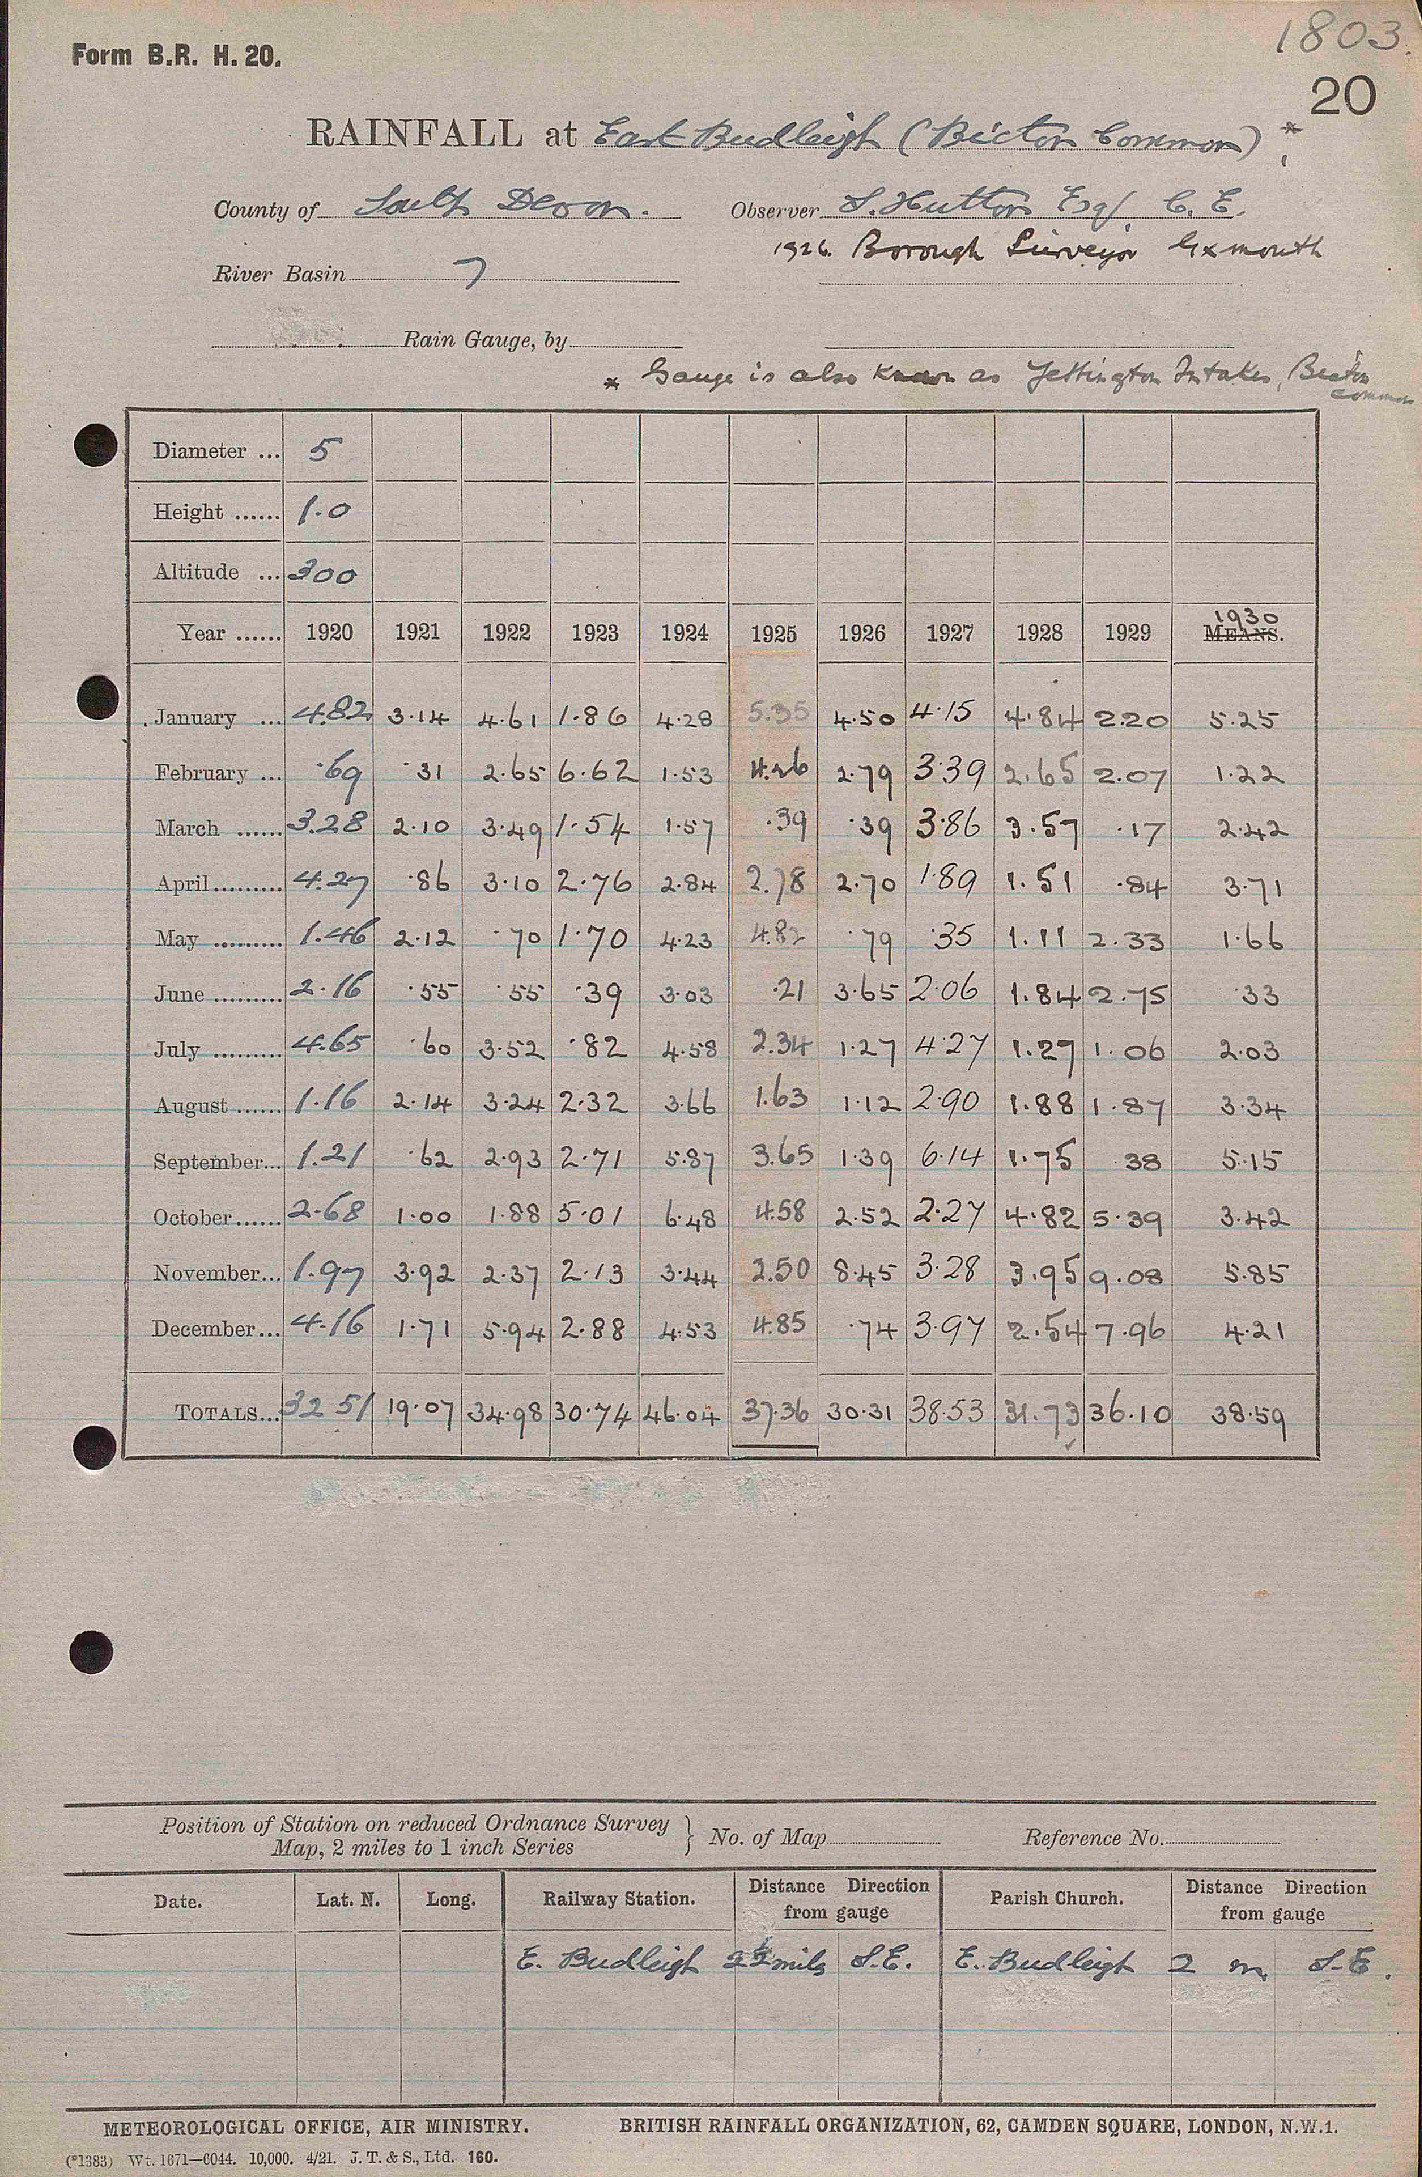 1803.
Form B.R. H. 20.
20
RAINFALL at East Budleigh (Bicton Common) *
County of South Devon. Observer S. Hutton Esq. C. E.
1926. Borough Surveyor Exmouth
River Basin 7
Rain Gauge, by
* Gauge is also known as Yettington Intake, Bicton common
Diameter ... 5
Height ...... 1.0
Altitude ... 300
Year ...... 1920 1921 1922 1923 1924 1925 1926 1927 1928 1929 1930 MEANS.
January ... 4.82 3.14 4.61 1.86 4.28 5.35 4.50 4.15 4.84 2.20 5.25
February ... .69 .31 2.65 6.62 1.53 4.26 2.79 3.39 2.65 2.07 1.22
March ...... 3.28 2.10 3.49 1.54 1.57 .39 .39 3.86 3.57 .17 2.42
April ......... 4.27 .86 3.10 2.76 2.84 2.78 2.70 1.89 1.51 .84 3.71
May ......... 1.46 2.12 .70 1.70 4.23 4.82 .79 .35 1.11 2.33 1.66
June ......... 2.16 .55 .55 .39 3.03 .21 3.65 2.06 1.84 2.75 .33
July ......... 4.65 .60 3.52 .82 4.58 2.34 1.27 4.27 1.27 1.06 2.03
August ...... 1.16 2.14 3.24 2.32 3.66 1.63 1.12 2.90 1.88 1.87 3.34
September... 1.21 .62 2.93 2.71 5.87 3.65 1.39 6.14 1.75 .38 5.15
October...... 2.68 1.00 1.88 5.01 6.48 4.58 2.52 2.27 4.82 5.39 3.42
November... 1.97 3.92 2.37 2.13 3.44 2.50 8.45 3.28 3.95 9.08 5.85
December... 4.16 1.71 5.94 2.88 4.53 4.85 .74 3.97 2.54 7.96 4.21
TOTALS... 32 51 19.07 34.98 30.74 46.04 37.36 30.31 38.53 31.73 36.10 38.59
Position of Station on reduced Ordnance Survey Map, 2 miles to 1 inch Series } No. of Map Reference No.
Date. Lat. N. Long. Railway Station. Distance Direction from gauge Parish Church. Distance Direction from gauge
E. Budleigh 2½ mils S.E. E. Budleigh 2 m S.E.
METEOROLOGICAL OFFICE, AIR MINISTRY. BRITISH RAINFALL ORGANIZATION, 62, CAMDEN SQUARE, LONDON, N.W.1.
(*1383) Wt. 1671—6044. 10,000. 4/21. J. T. & S., Ltd. 160.